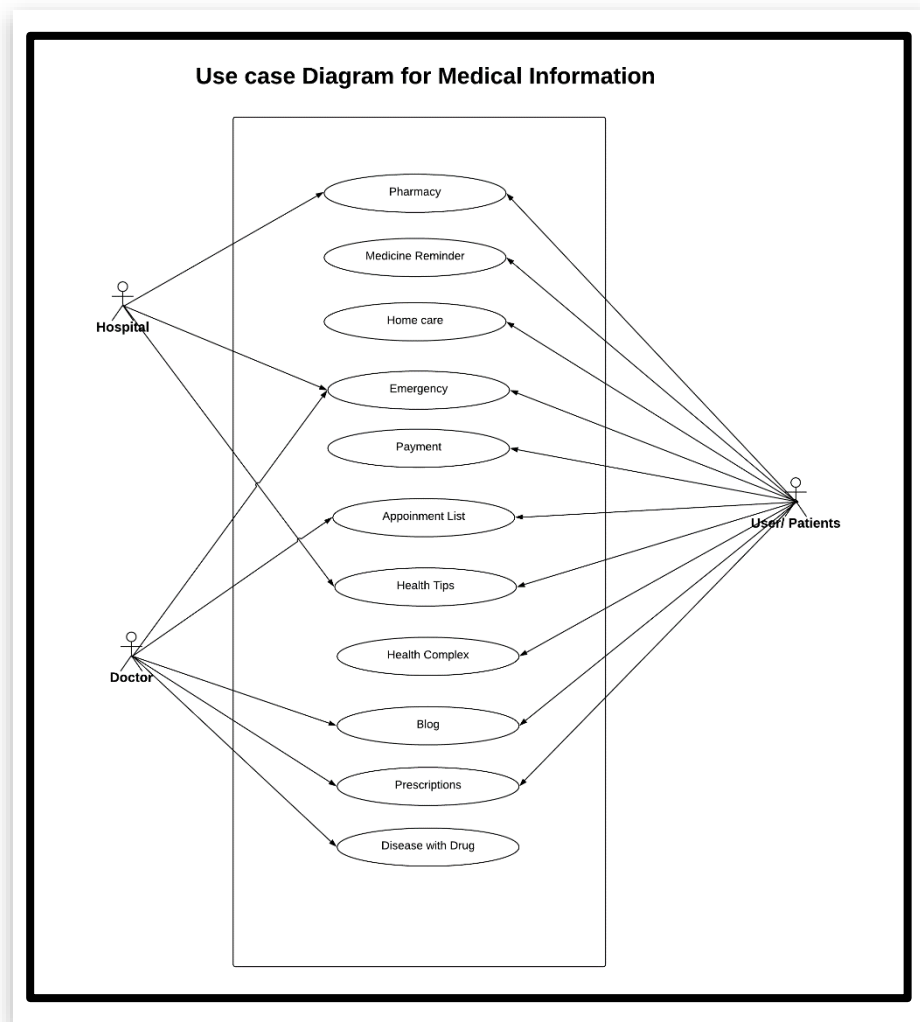 Use case Diagram for Medical Information
Pharmacy
Medicine Reminder
Home care
Hospital
Emergency
Payment
Appoinment List
User/ Patients
Health Tips
Health Complex
Doctor
Blog
Prescriptions
Disease with Drug